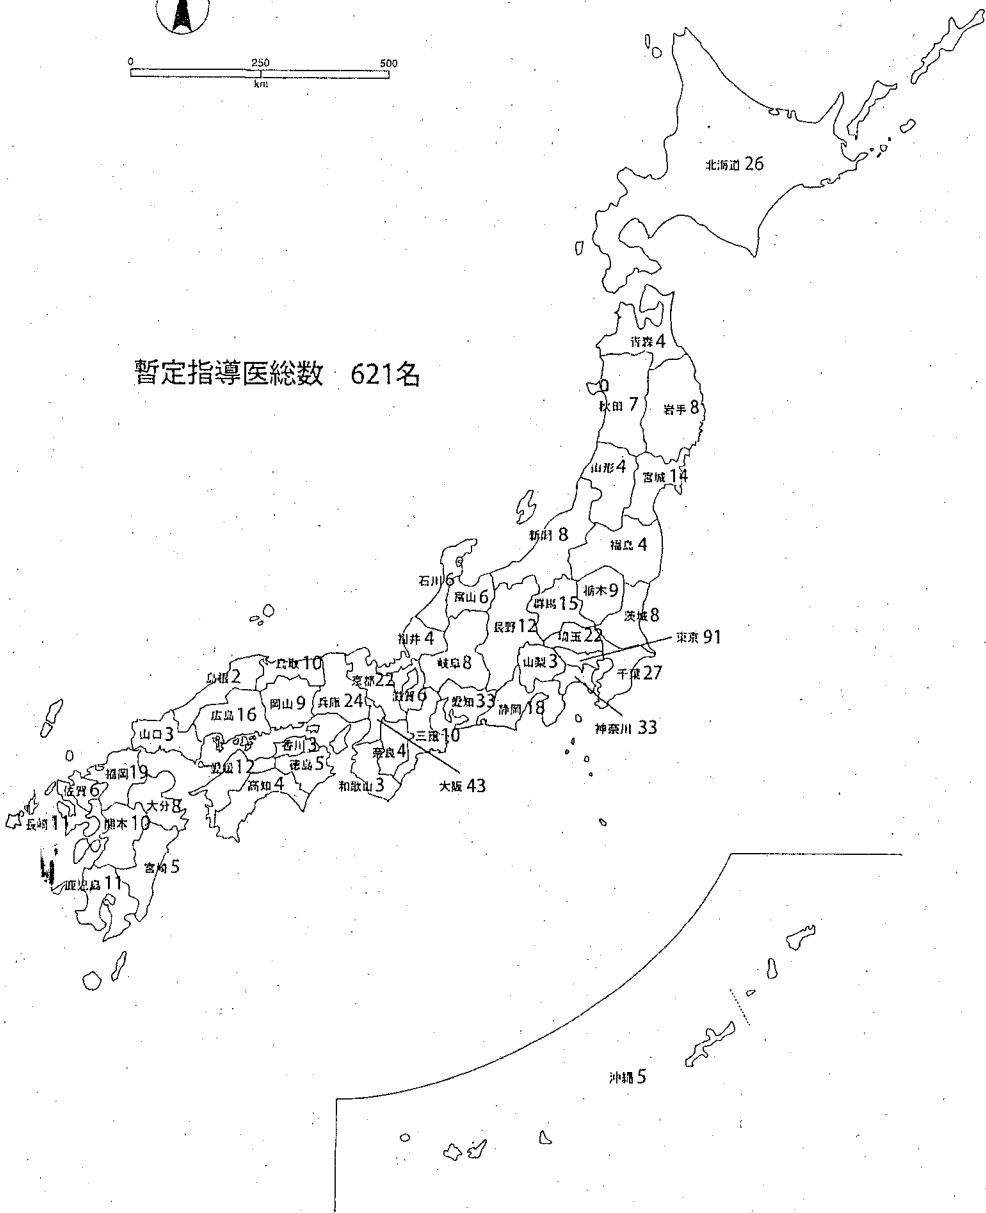 0 250 500
km
北海道 26
青森 4
暫定指導医総数 621名
秋田 7
岩手 8
山形 4
宮城 14
新潟 8
福島 4
石川 6
富山 6
群馬 15
栃木 9
茨城 8
長野 12
埼玉 22
東京 91
福井 4
岐阜 8
山梨 3
千葉 27
鳥取 10
島根 2
京都 22
滋賀 6
岡山 9
兵庫 24
愛知 33
静岡 18
広島 16
神奈川 33
山口 3
三重 10
香川 3
奈良 4
福岡 19
愛媛 12
徳島 5
佐賀 6
高知 4
和歌山 3
大阪 43
大分 8
長崎 11
熊本 10
宮崎 5
鹿児島 11
沖縄 5